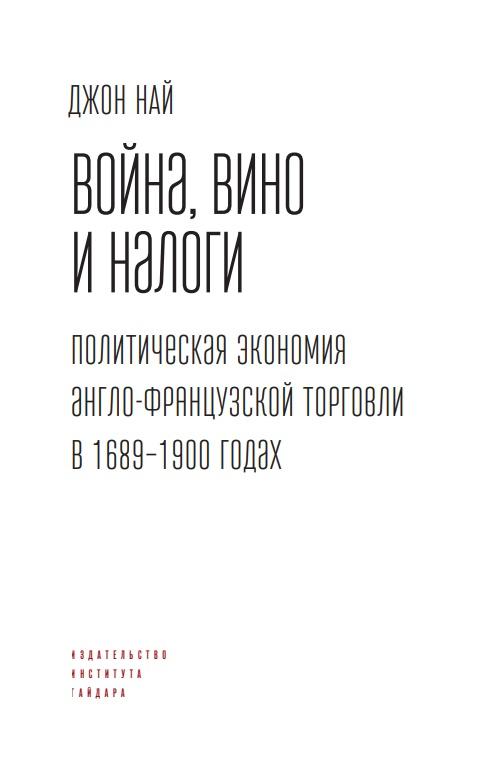 ДЖОН НАЙ
ВОЙНа, ВИНО
И НаЛОГИ
ПОЛИТИЧЕСКаЯ ЭКОНОМИЯ
аНГЛО-ФРАНЦУЗСКОЙ ТОРГОВЛИ
В 1689–1900 ГОДаХ
ИЗДАТЕЛЬСТВО
ИНСТИТУТА
ГАЙДАРА